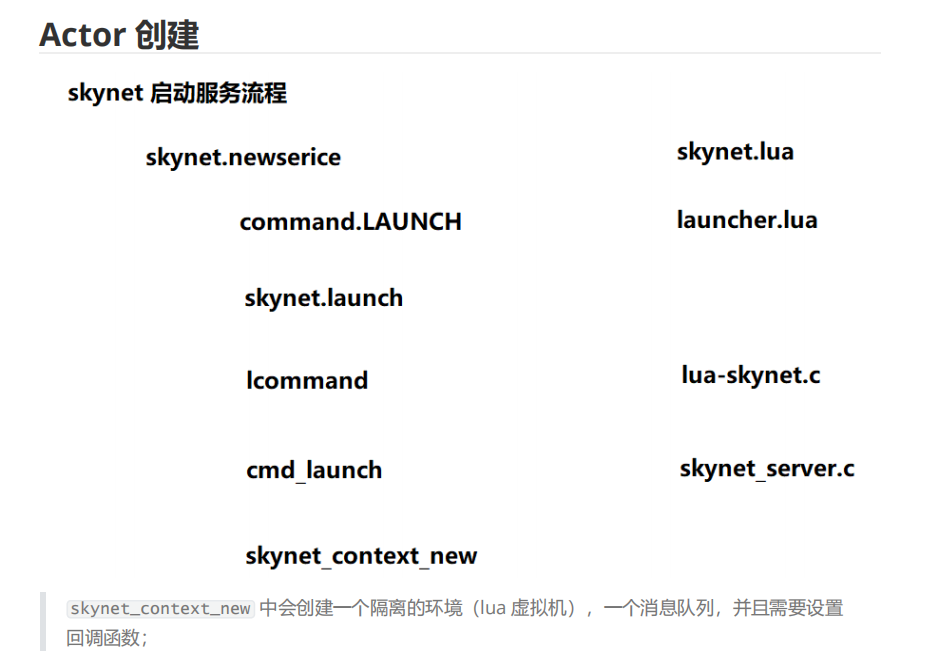 Actor 创建
skynet 启动服务流程
skynet.newserice skynet.lua
command.LAUNCH launcher.lua
skynet.launch
lcommand lua-skynet.c
cmd_launch skynet_server.c
skynet_context_new
skynet_context_new 中会创建一个隔离的环境（lua 虚拟机），一个消息队列，并且需要设置
回调函数；